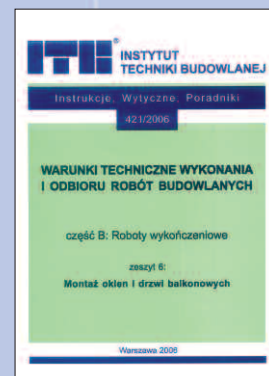 ITB®
INSTYTUT
TECHNIKI BUDOWLANEJ
Instrukcje, Wytyczne, Poradniki
421/2006
WARUNKI TECHNICZNE WYKONANIA
I ODBIORU ROBÓT BUDOWLANYCH
część B: Roboty wykończeniowe
zeszyt 6:
Montaż okien i drzwi balkonowych
Warszawa 2006